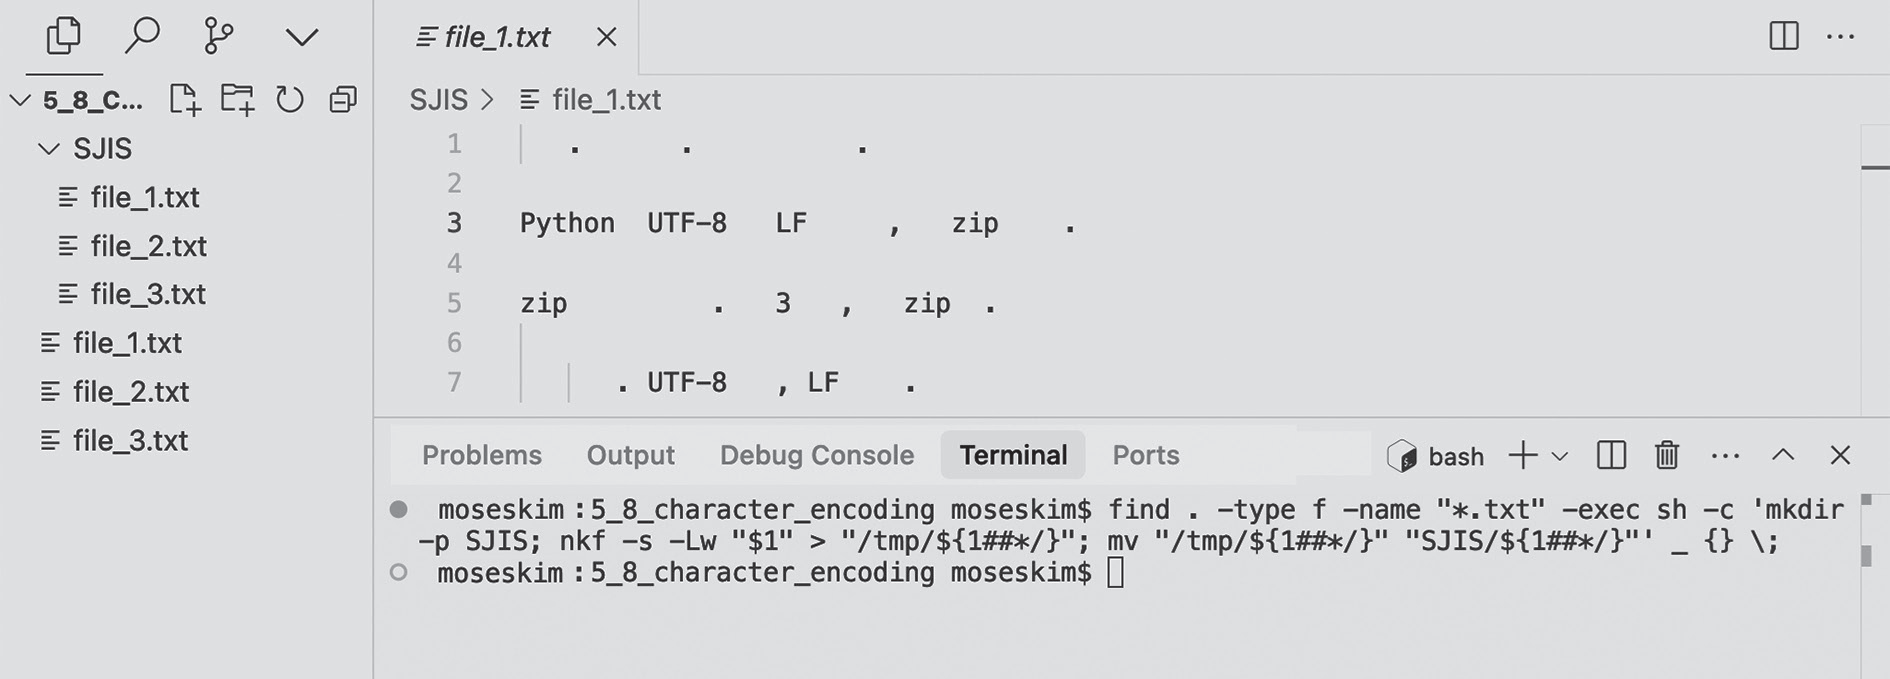 file_1.txt
5_8_C...
SJIS > file_1.txt
SJIS
file_1.txt
file_2.txt
file_3.txt
file_1.txt
file_2.txt
file_3.txt
1 . . .
2
3 Python UTF-8 LF , zip .
4
5 zip . 3 , zip .
6
7 . UTF-8 , LF .
Problems Output Debug Console Terminal Ports bash
moseskim:5_8_character_encoding moseskim$ find . -type f -name "*.txt" -exec sh -c 'mkdir
-p SJIS; nkf -s -Lw "$1" > "/tmp/${1##*/}"; mv "/tmp/${1##*/}" "SJIS/${1##*/}"' _ {} \;
moseskim:5_8_character_encoding moseskim$